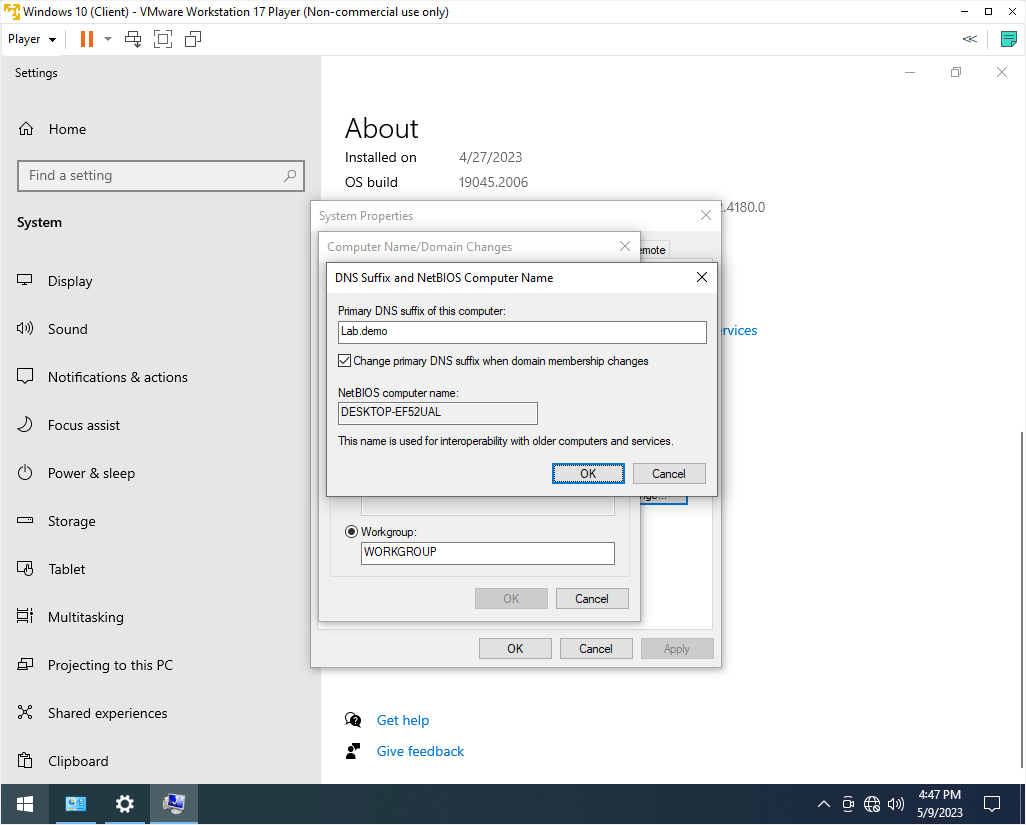 Windows 10 (Client) - VMware Workstation 17 Player (Non-commercial use only)
Player
Settings
Home
Find a setting
System
Display
Sound
Notifications & actions
Focus assist
Power & sleep
Storage
Tablet
Multitasking
Projecting to this PC
Shared experiences
Clipboard
About
Installed on 4/27/2023
OS build 19045.2006
.4180.0
System Properties
Computer Name/Domain Changes
DNS Suffix and NetBIOS Computer Name
Primary DNS suffix of this computer:
Lab.demo
Change primary DNS suffix when domain membership changes
NetBIOS computer name:
DESKTOP-EF52UAL
This name is used for interoperability with older computers and services.
OK Cancel
Workgroup:
WORKGROUP
OK Cancel
OK Cancel Apply
Get help
Give feedback
4:47 PM
5/9/2023